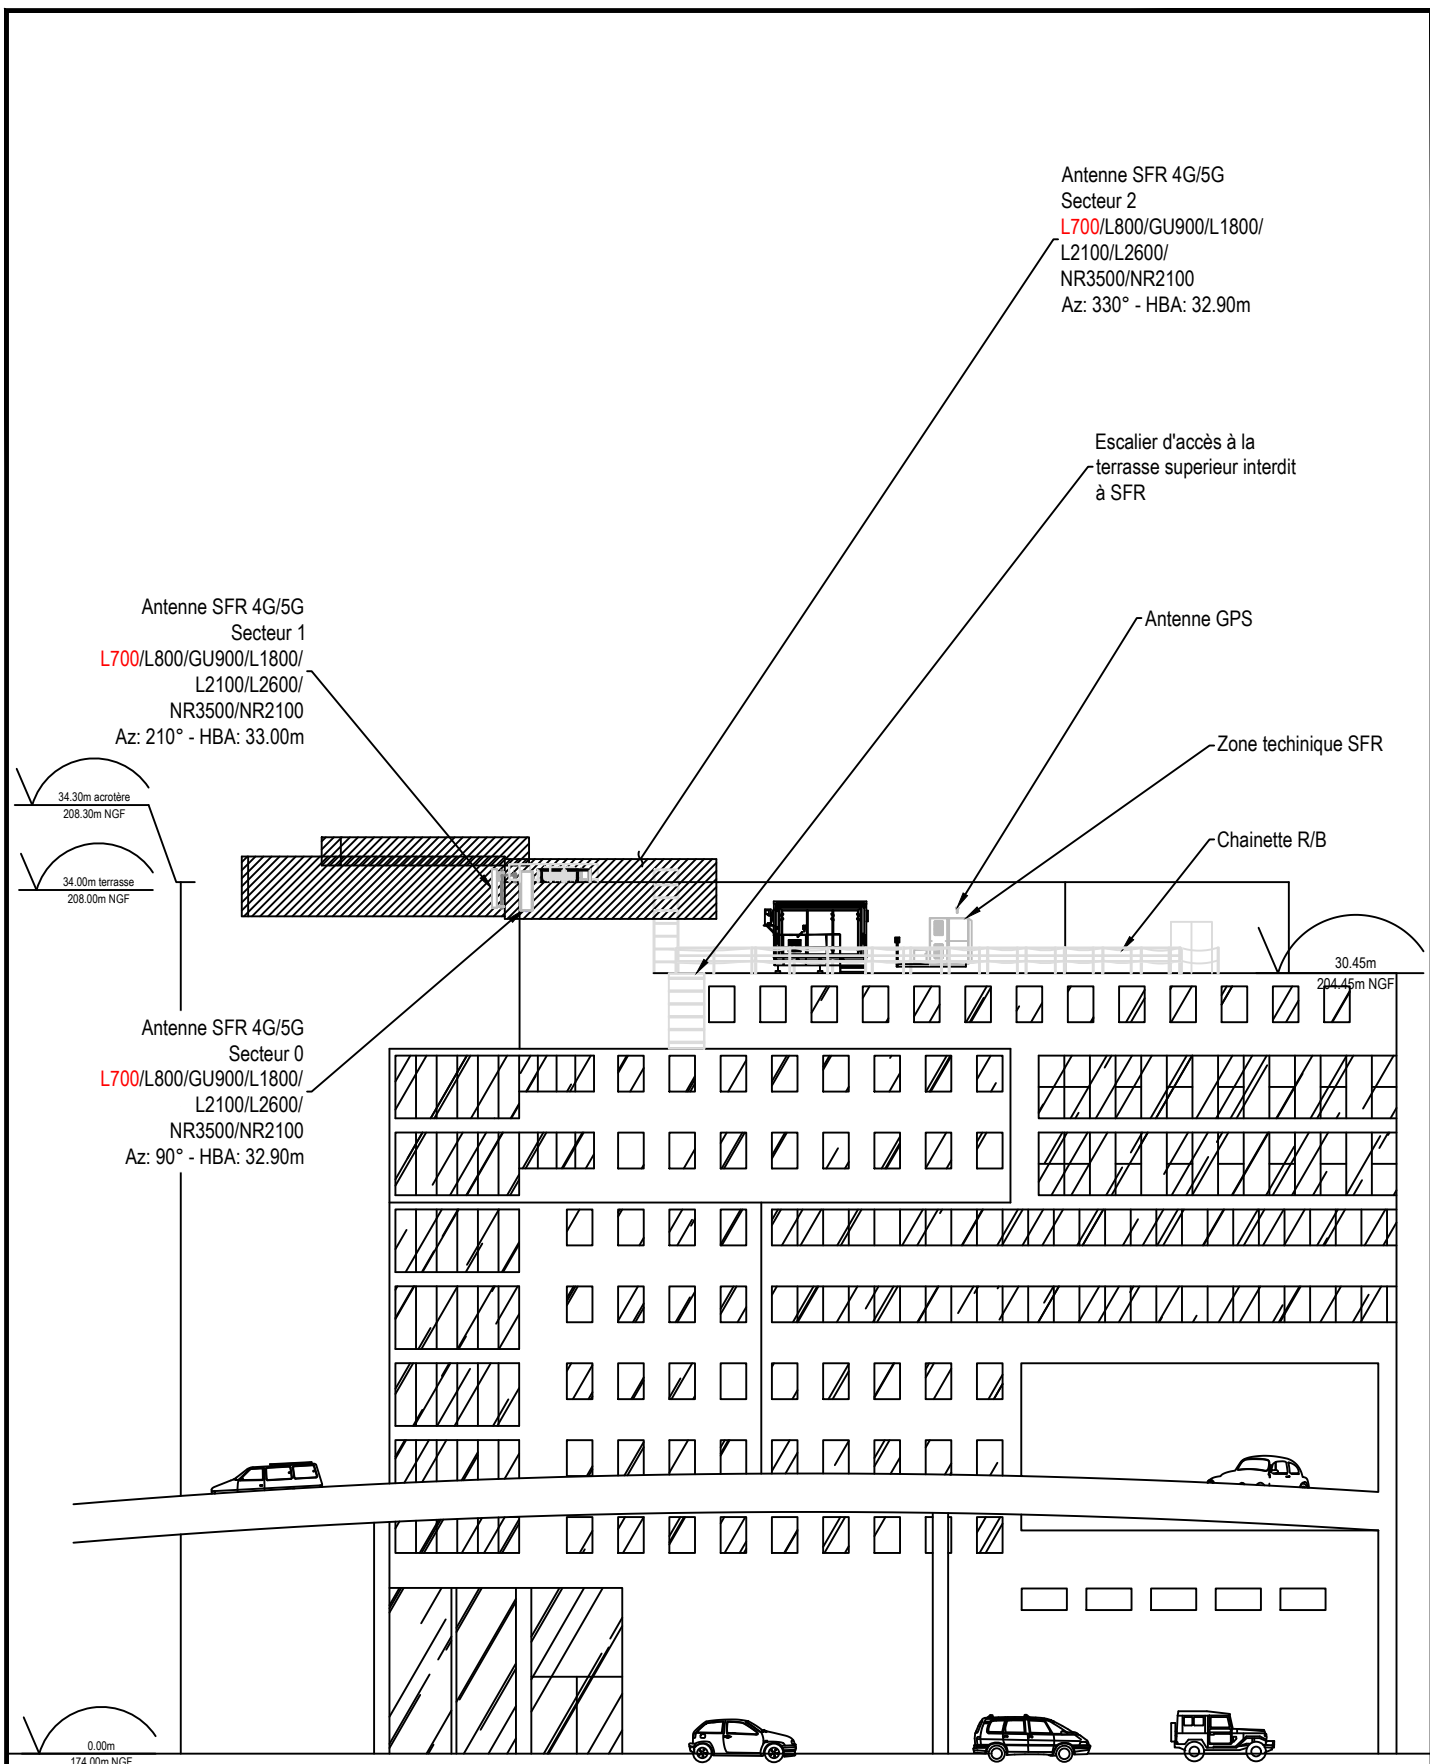 Antenne SFR 4G/5G
Secteur 2
L700/L800/GU900/L1800/
L2100/L2600/
NR3500/NR2100
Az: 330° - HBA: 32.90m
Escalier d'accès à la
terrasse superieur interdit
à SFR
Antenne SFR 4G/5G
Secteur 1
L700/L800/GU900/L1800/
L2100/L2600/
NR3500/NR2100
Az: 210° - HBA: 33.00m
Antenne GPS
Zone techinique SFR
34.30m acrotère
208.30m NGF
Chainette R/B
34.00m terrasse
208.00m NGF
30.45m
204.45m NGF
Antenne SFR 4G/5G
Secteur 0
L700/L800/GU900/L1800/
L2100/L2600/
NR3500/NR2100
Az: 90° - HBA: 32.90m
0.00m
174.00m NGF